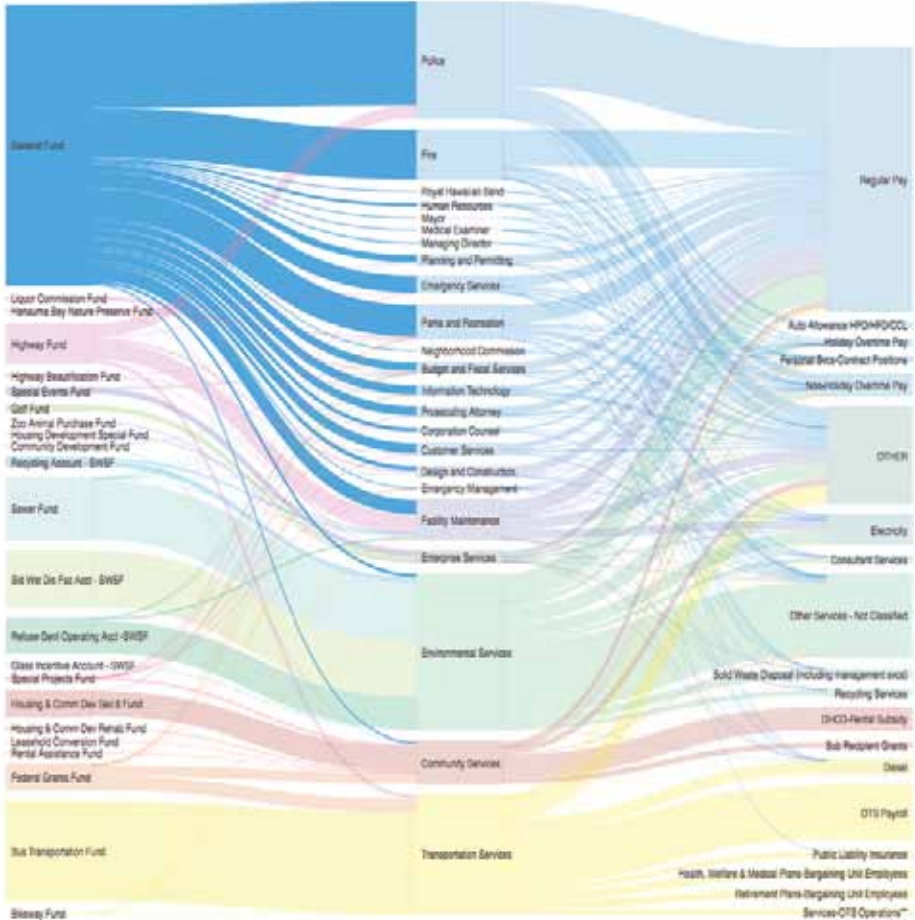 General Fund
Liquor Commission Fund
Hanauma Bay Nature Preserve Fund
Highway Fund
Highway Beautification Fund
Special Events Fund
Golf Fund
Zoo Animal Purchase Fund
Housing Development Special Fund
Community Development Fund
Recycling Account - SWSF
Sewer Fund
Sld Wst Dis Fac Acct - SWSF
Refuse Genl Operating Acct -SWSF
Glass Incentive Account - SWSF
Special Projects Fund
Housing & Comm Dev Sec 8 Fund
Housing & Comm Dev Rehab Fund
Leasehold Conversion Fund
Rental Assistance Fund
Federal Grants Fund
Bus Transportation Fund
Bikeway Fund
Police
Fire
Royal Hawaiian Band
Human Resources
Mayor
Medical Examiner
Managing Director
Planning and Permitting
Emergency Services
Parks and Recreation
Neighborhood Commission
Budget and Fiscal Services
Information Technology
Prosecuting Attorney
Corporation Counsel
Customer Services
Design and Construction
Emergency Management
Facility Maintenance
Enterprise Services
Environmental Services
Community Services
Transportation Services
Regular Pay
Auto Allowance HPD/HFD/CCL
Holiday Overtime Pay
Personal Svcs-Contract Positions
Non-Holiday Overtime Pay
OTHER
Electricity
Consultant Services
Other Services - Not Classified
Solid Waste Disposal (including management svcs)
Recycling Services
DHCD-Rental Subsidy
Sub Recipient Grants
Diesel
OTS Payroll
Public Liability Insurance
Health, Welfare & Medical Plans-Bargaining Unit Employees
Retirement Plans-Bargaining Unit Employees
Services-OTS Operations**